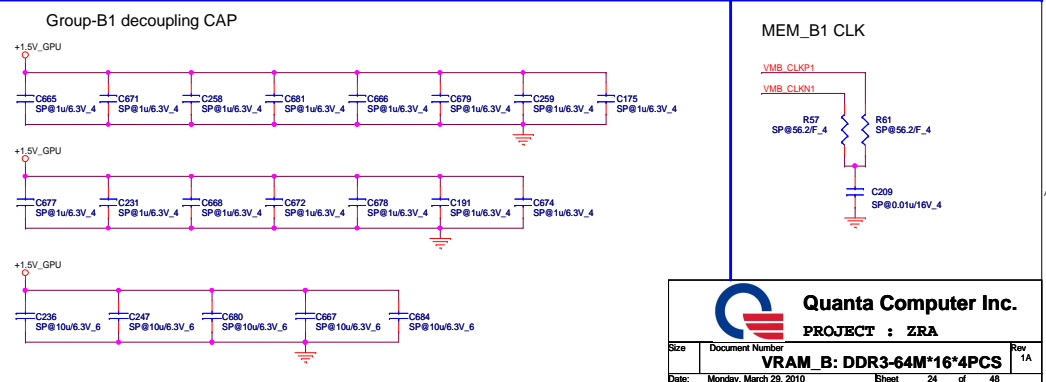 Group-B1 decoupling CAP
+1.5V_GPU
C665
SP@1u/6.3V_4
C671
SP@1u/6.3V_4
C258
SP@1u/6.3V_4
C681
SP@1u/6.3V_4
C666
SP@1u/6.3V_4
C679
SP@1u/6.3V_4
C259
SP@1u/6.3V_4
C175
SP@1u/6.3V_4
+1.5V_GPU
C677
SP@1u/6.3V_4
C231
SP@1u/6.3V_4
C668
SP@1u/6.3V_4
C672
SP@1u/6.3V_4
C678
SP@1u/6.3V_4
C191
SP@1u/6.3V_4
C674
SP@1u/6.3V_4
+1.5V_GPU
C236
SP@10u/6.3V_6
C247
SP@10u/6.3V_6
C680
SP@10u/6.3V_6
C667
SP@10u/6.3V_6
C684
SP@10u/6.3V_6
MEM_B1 CLK
VMB_CLKP1
VMB_CLKN1
R57
SP@56.2/F_4
R61
SP@56.2/F_4
C209
SP@0.01u/16V_4
Quanta Computer Inc.
PROJECT : ZRA
Size Document Number Rev
VRAM_B: DDR3-64M*16*4PCS 1A
Date: Monday, March 29, 2010 Sheet 24 of 48